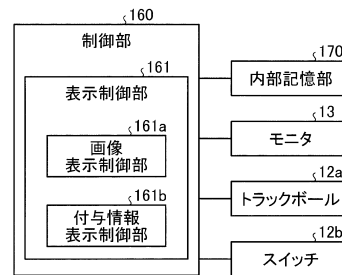 160
制御部
161
表示制御部
161a
画像
表示制御部
161b
付与情報
表示制御部
170
内部記憶部
13
モニタ
12a
トラックボール
12b
スイッチ